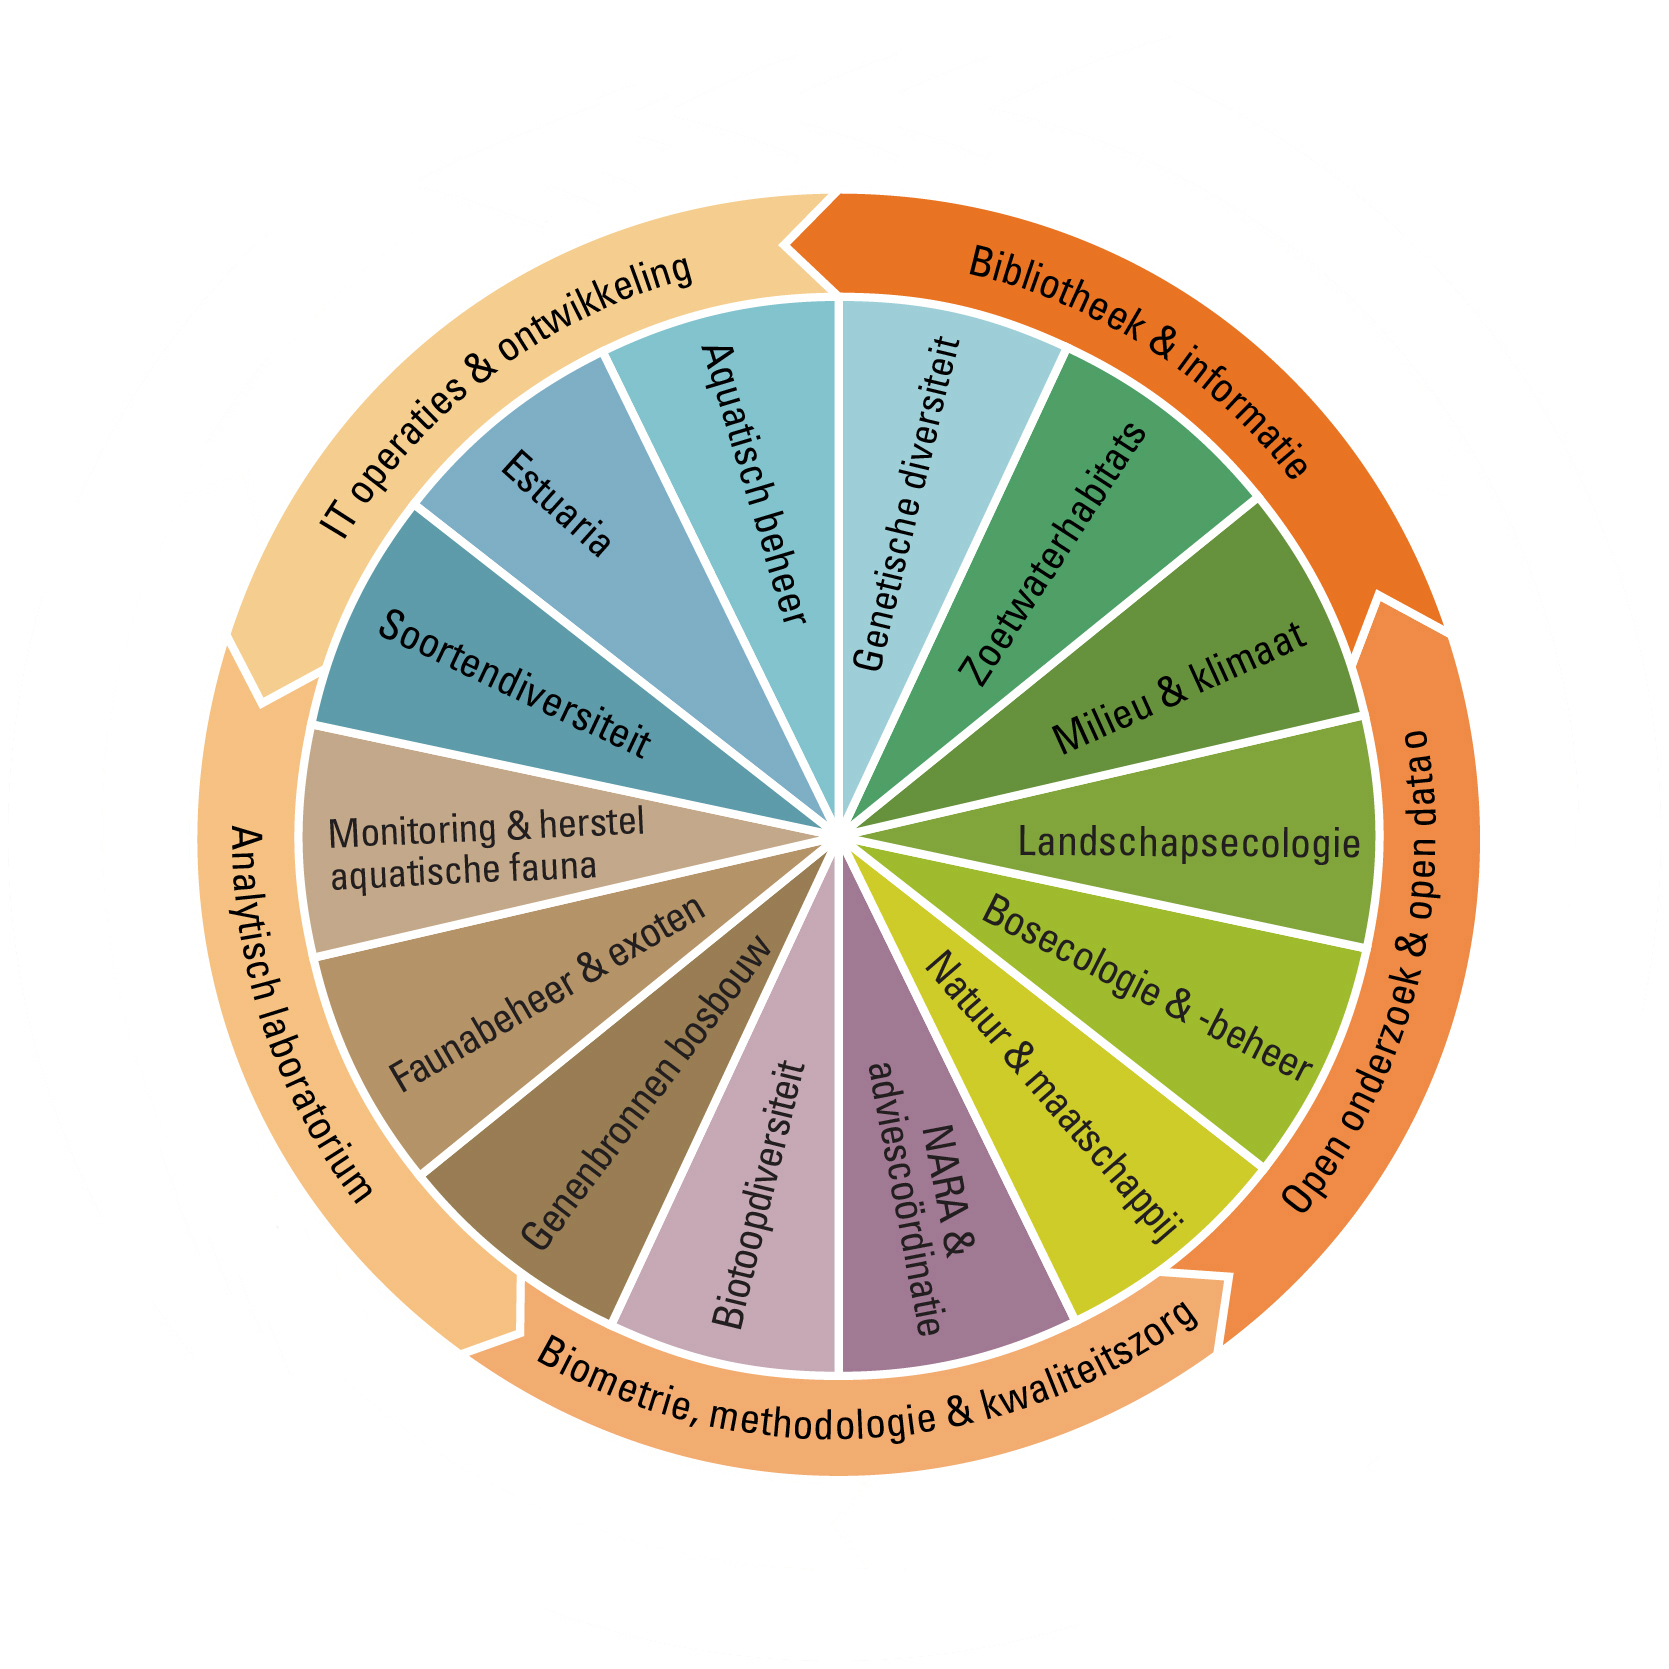 Bibliotheek & informatie
Open onderzoek & open datao
Biometrie, methodologie & kwaliteitszorg
Analytisch laboratorium
IT operaties & ontwikkeling
Genetische diversiteit
Zoetwaterhabitats
Milieu & klimaat
Landschapsecologie
Bosecologie & -beheer
Natuur & maatschappij
NARA &
adviescoördinatie
Biotoopdiversiteit
Genenbronnen bosbouw
Faunabeheer & exoten
Monitoring & herstel
aquatische fauna
Soortendiversiteit
Estuaria
Aquatisch beheer